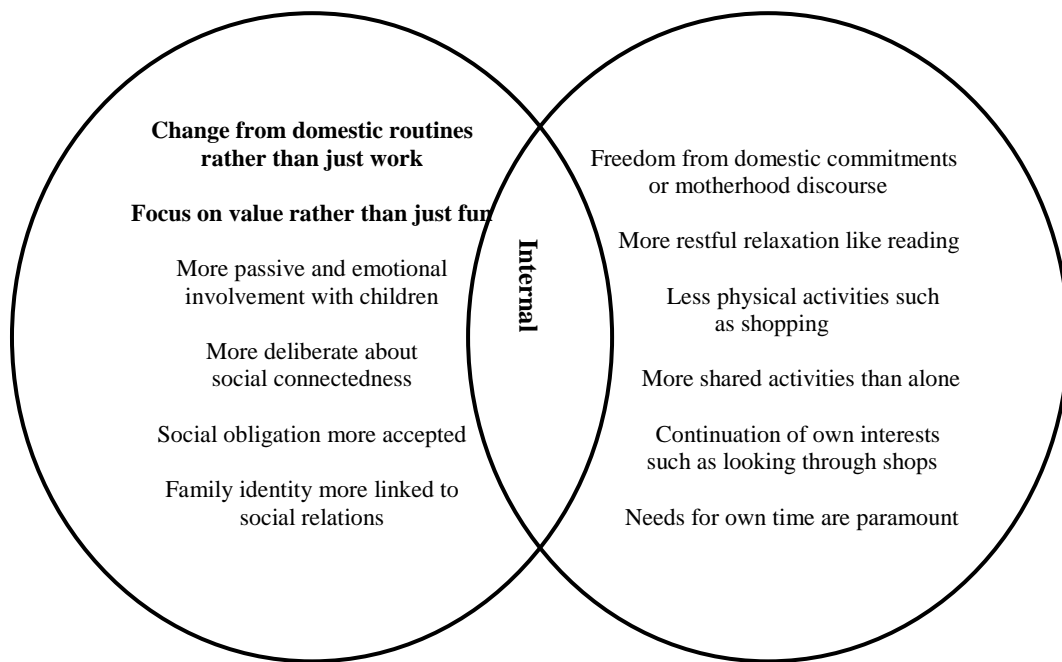 Change from domestic routines
rather than just work
Focus on value rather than just fun
More passive and emotional
involvement with children
More deliberate about
social connectedness
Social obligation more accepted
Family identity more linked to
social relations
Internal
Freedom from domestic commitments
or motherhood discourse
More restful relaxation like reading
Less physical activities such
as shopping
More shared activities than alone
Continuation of own interests
such as looking through shops
Needs for own time are paramount